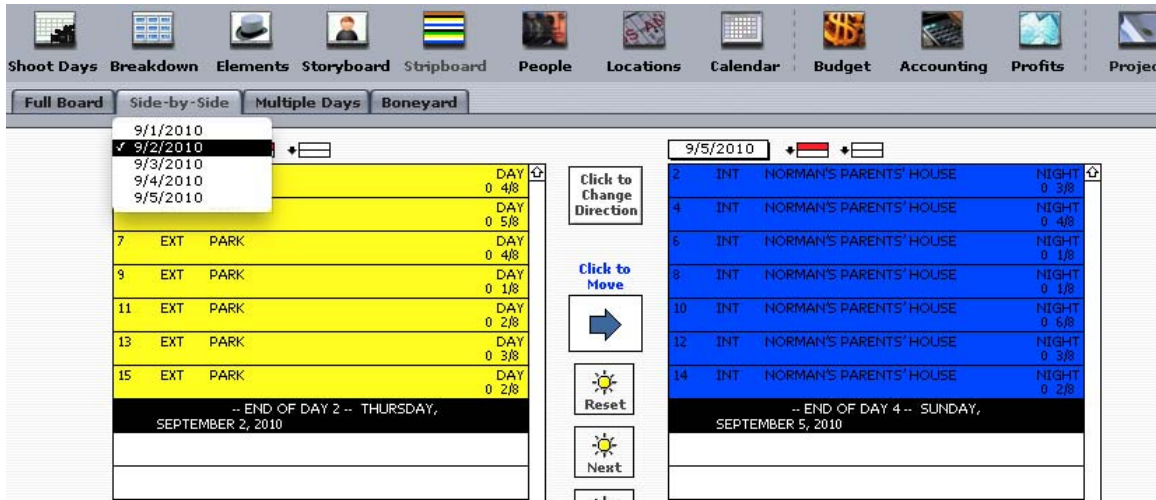 Shoot Days Breakdown Elements Storyboard Stripboard People Locations Calendar Budget Accounting Profits Projec
Full Board Side-by-Side Multiple Days Boneyard
9/1/2010
✓ 9/2/2010
9/3/2010
9/4/2010
9/5/2010
DAY
0 4/8
DAY
0 5/8
7 EXT PARK DAY
0 4/8
9 EXT PARK DAY
0 1/8
11 EXT PARK DAY
0 2/8
13 EXT PARK DAY
0 3/8
15 EXT PARK DAY
0 2/8
-- END OF DAY 2 -- THURSDAY,
SEPTEMBER 2, 2010
Click to
Change
Direction
Click to
Move
Reset
Next
9/5/2010
2 INT NORMAN'S PARENTS' HOUSE NIGHT
0 3/8
4 INT NORMAN'S PARENTS' HOUSE NIGHT
0 4/8
6 INT NORMAN'S PARENTS' HOUSE NIGHT
0 1/8
8 INT NORMAN'S PARENTS' HOUSE NIGHT
0 1/8
10 INT NORMAN'S PARENTS' HOUSE NIGHT
0 6/8
12 INT NORMAN'S PARENTS' HOUSE NIGHT
0 3/8
14 INT NORMAN'S PARENTS' HOUSE NIGHT
0 2/8
-- END OF DAY 4 -- SUNDAY,
SEPTEMBER 5, 2010